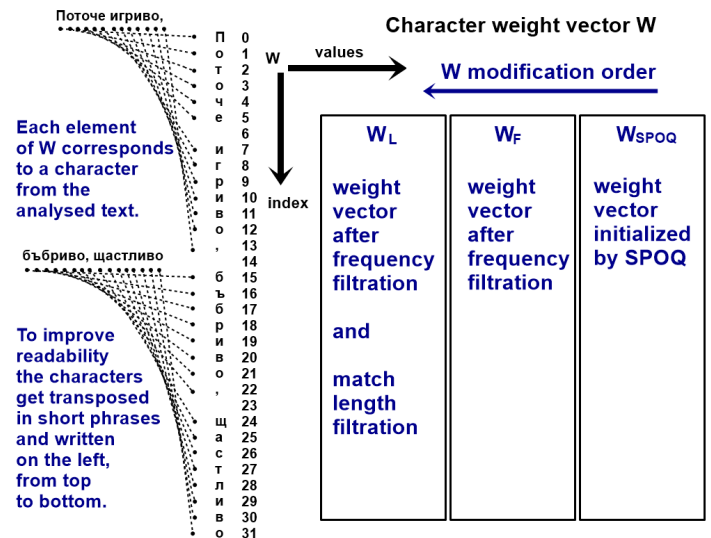 Поточе игриво,
Character weight vector W
W
values
W modification order
П 0
о 1
т 2
о 3
ч 4
е 5
6
и 7
г 8
р 9
и 10
в 11
о 12
, 13
14
б 15
ъ 16
б 17
р 18
и 19
в 20
о 21
, 22
23
щ 24
а 25
с 26
т 27
л 28
и 29
в 30
о 31
index
Each element
of W corresponds
to a character
from the
analysed text.
бъбриво, щастливо
To improve
readability
the characters
get transposed
in short phrases
and written
on the left,
from top
to bottom.
WL
weight
vector
after
frequency
filtration
and
match
length
filtration
WF
weight
vector
after
frequency
filtration
WSPOQ
weight
vector
initialized
by SPOQ